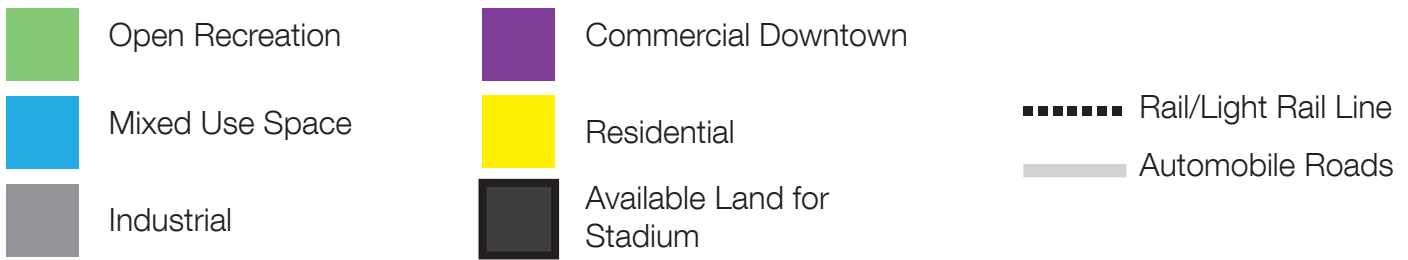 Open Recreation
Mixed Use Space
Industrial
Commercial Downtown
Residential
Available Land for
Stadium
Rail/Light Rail Line
Automobile Roads